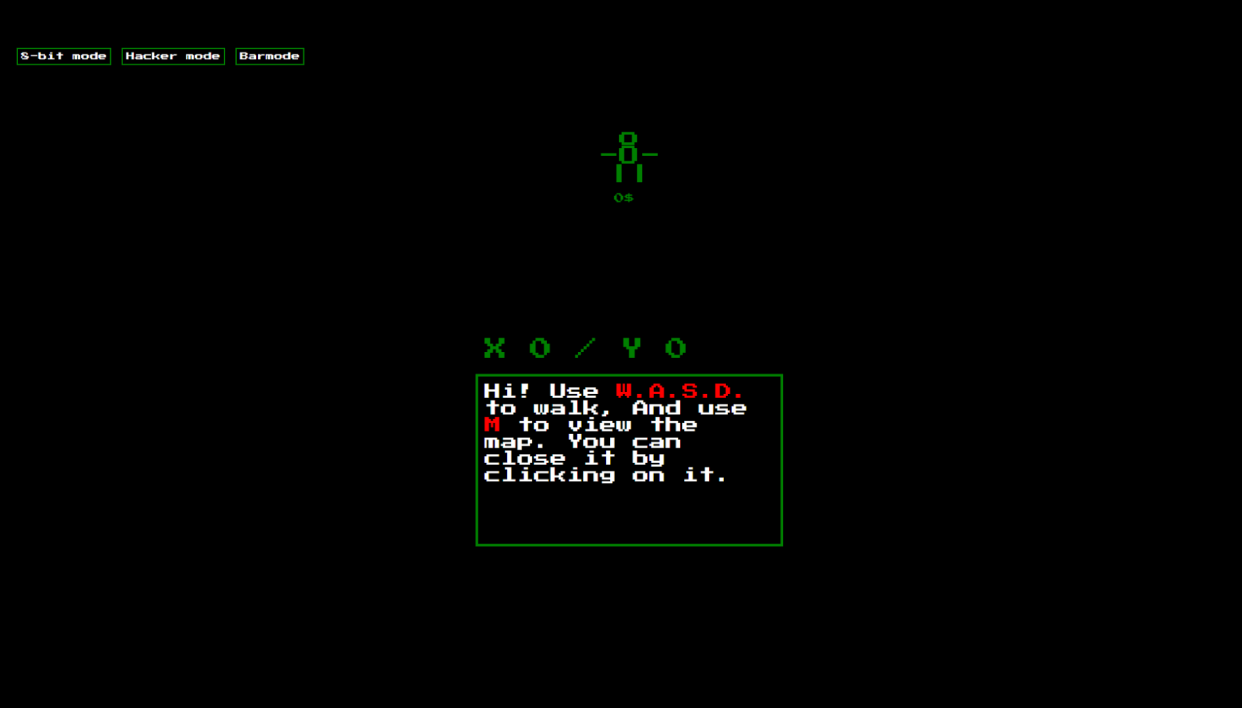 S-bit mode Hacker mode Barmode
8
-0-
| |
0$
X 0 / Y 0
Hi! Use W.A.S.D.
to walk, And use
M to view the
map. You can
close it by
clicking on it.